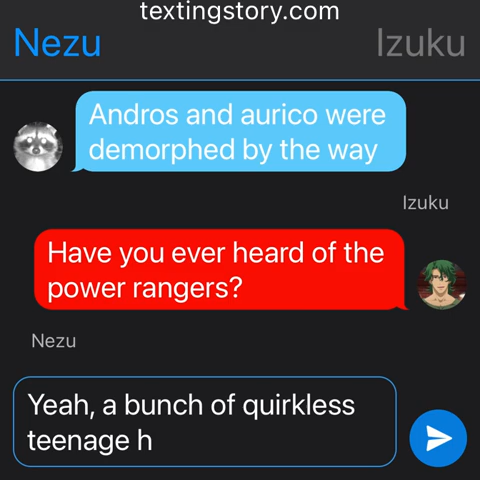 textingstory.com
Nezu
Izuku
Andros and aurico were
demorphed by the way
Izuku
Have you ever heard of the
power rangers?
Nezu
Yeah, a bunch of quirkless
teenage h